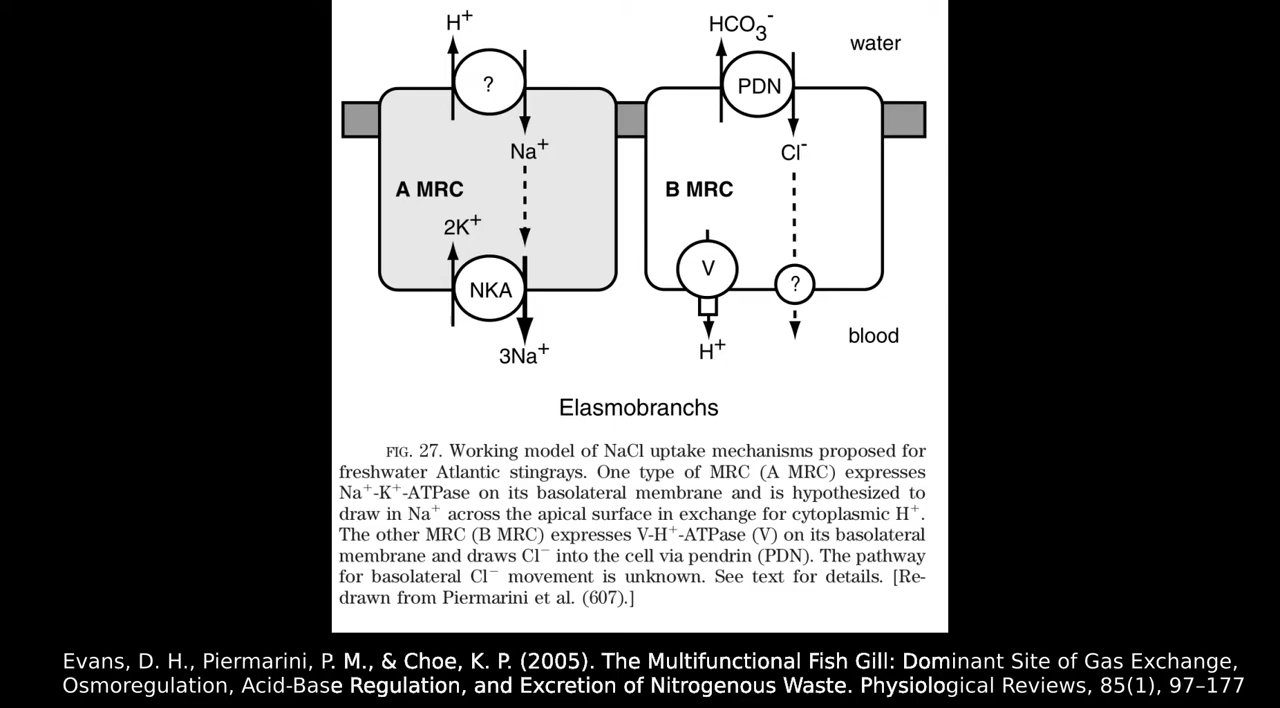 H+
HCO3-
water
?
PDN
Na+
Cl-
A MRC
B MRC
2K+
V
?
NKA
3Na+
H+
blood
Elasmobranchs
FIG. 27. Working model of NaCl uptake mechanisms proposed for
freshwater Atlantic stingrays. One type of MRC (A MRC) expresses
Na+-K+-ATPase on its basolateral membrane and is hypothesized to
draw in Na+ across the apical surface in exchange for cytoplasmic H+.
The other MRC (B MRC) expresses V-H+-ATPase (V) on its basolateral
membrane and draws Cl− into the cell via pendrin (PDN). The pathway
for basolateral Cl− movement is unknown. See text for details. [Re-
drawn from Piermarini et al. (607).]
Evans, D. H., Piermarini, P. M., & Choe, K. P. (2005). The Multifunctional Fish Gill: Dominant Site of Gas Exchange,
Osmoregulation, Acid-Base Regulation, and Excretion of Nitrogenous Waste. Physiological Reviews, 85(1), 97–177